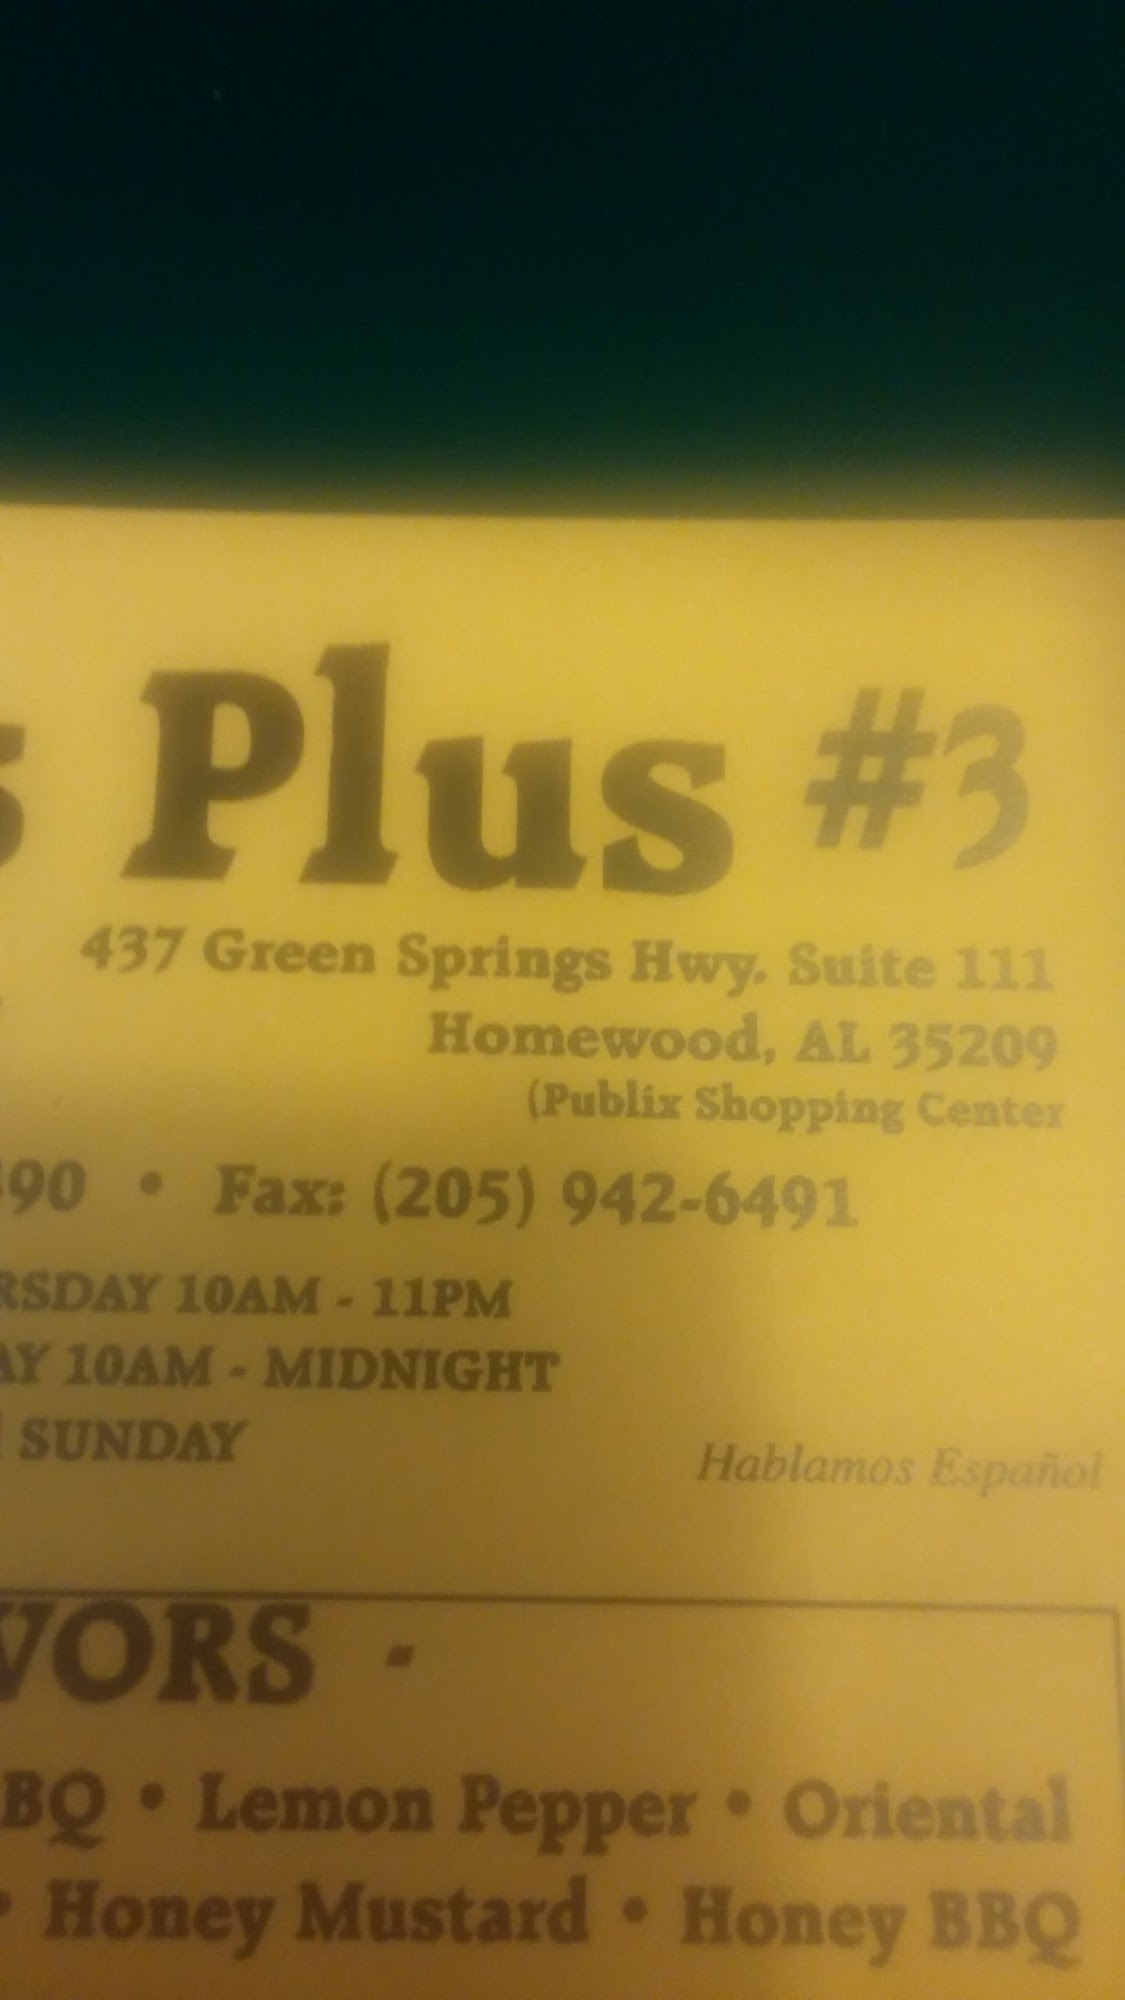 s Plus #3
437 Green Springs Hwy. Suite 111
Homewood, AL 35209
(Publix Shopping Center
90 • Fax: (205) 942-6491
RSDAY 10AM - 11PM
AY 10AM - MIDNIGHT
SUNDAY
Hablamos Español
VORS -
BQ • Lemon Pepper • Oriental
• Honey Mustard • Honey BBQ